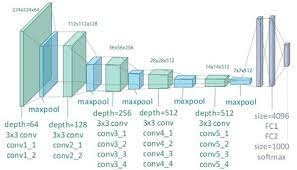 224x224x64
112x112x128
56x56x256
28x28x512
14x14x512
7x7x512
maxpool
maxpool
maxpool
maxpool
maxpool
depth=64
3x3 conv
conv1_1
conv1_2
depth=128
3x3 conv
conv2_1
conv2_2
depth=256
3x3 conv
conv3_1
conv3_2
conv3_3
conv3_4
depth=512
3x3 conv
conv4_1
conv4_2
conv4_3
conv4_4
depth=512
3x3 conv
conv5_1
conv5_2
conv5_3
conv5_4
size=4096
FC1
FC2
size=1000
softmax